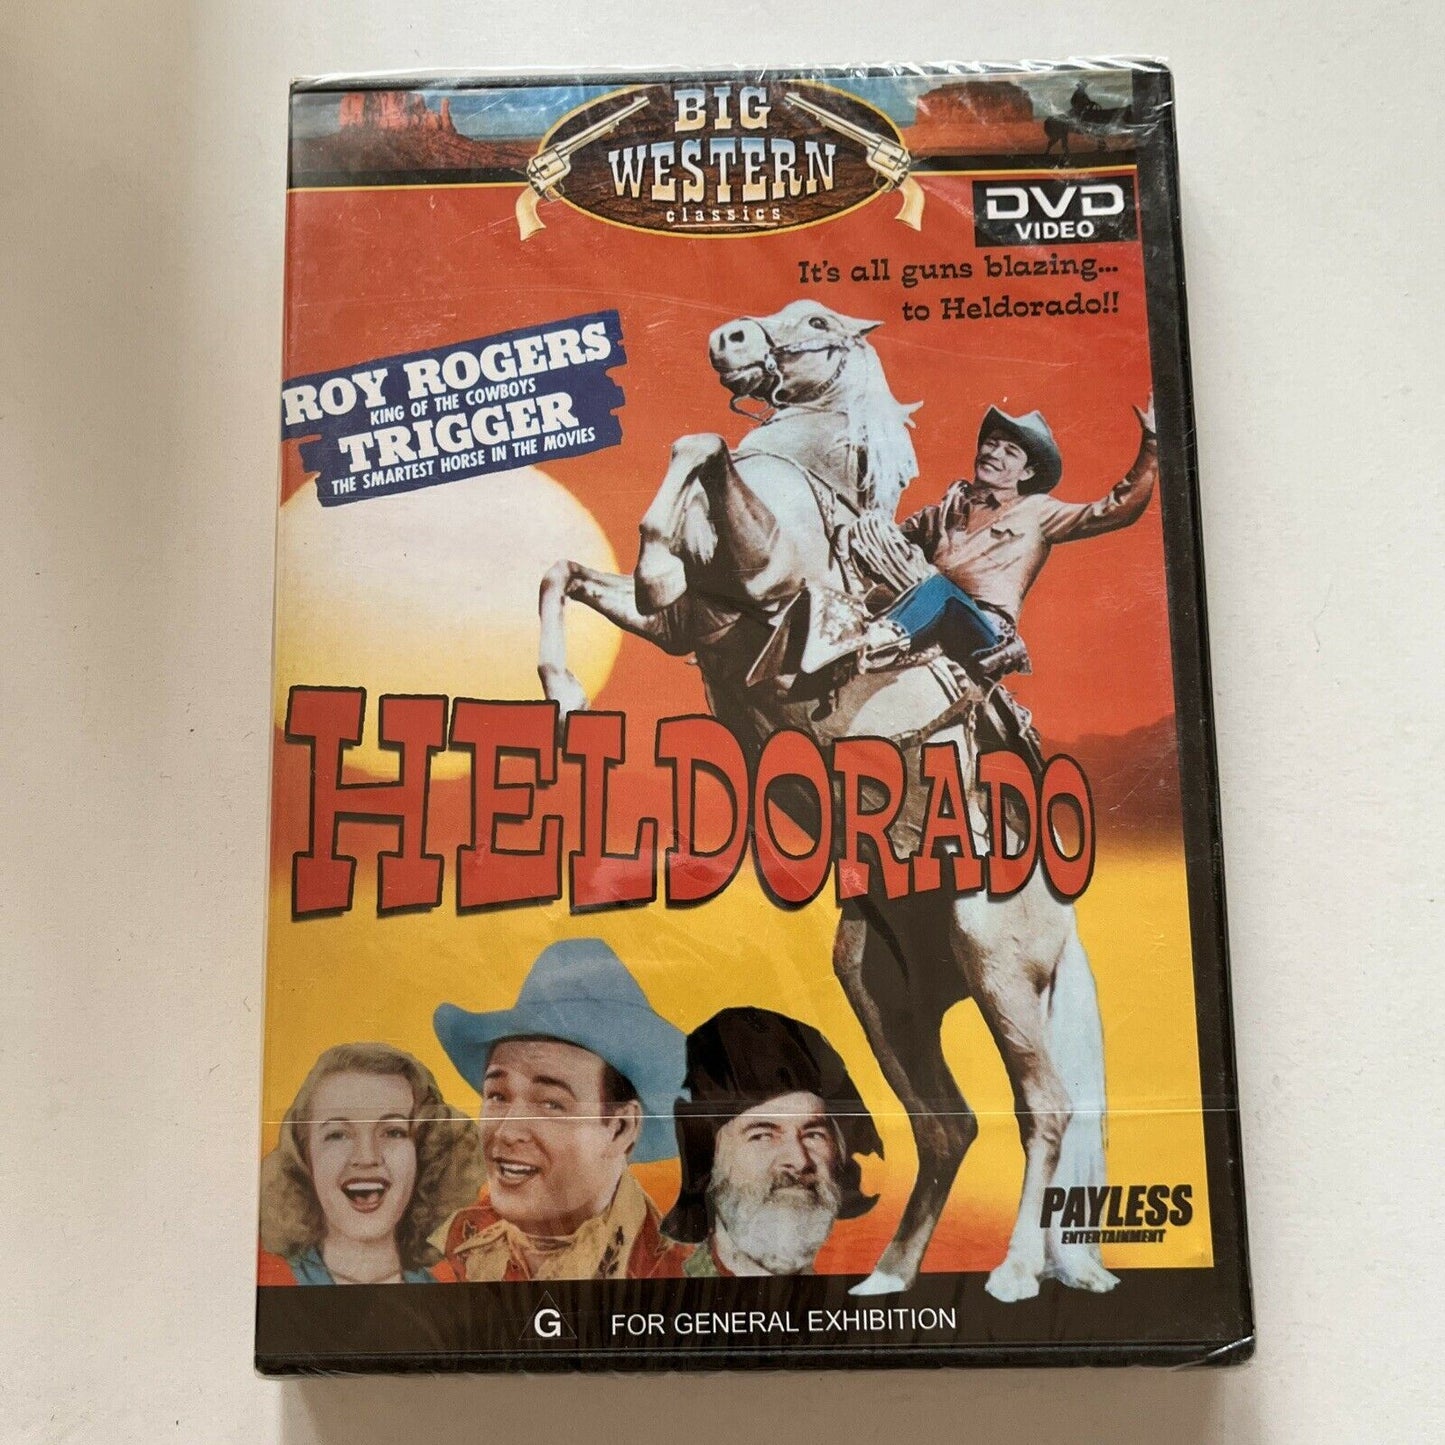 BIG
WESTERN
classics
DVD
VIDEO
It's all guns blazing...
to Heldorado!!
ROY ROGERS
KING OF THE COWBOYS
TRIGGER
THE SMARTEST HORSE IN THE MOVIES
HELDORADO
PAYLESS
ENTERTAINMENT
G FOR GENERAL EXHIBITION